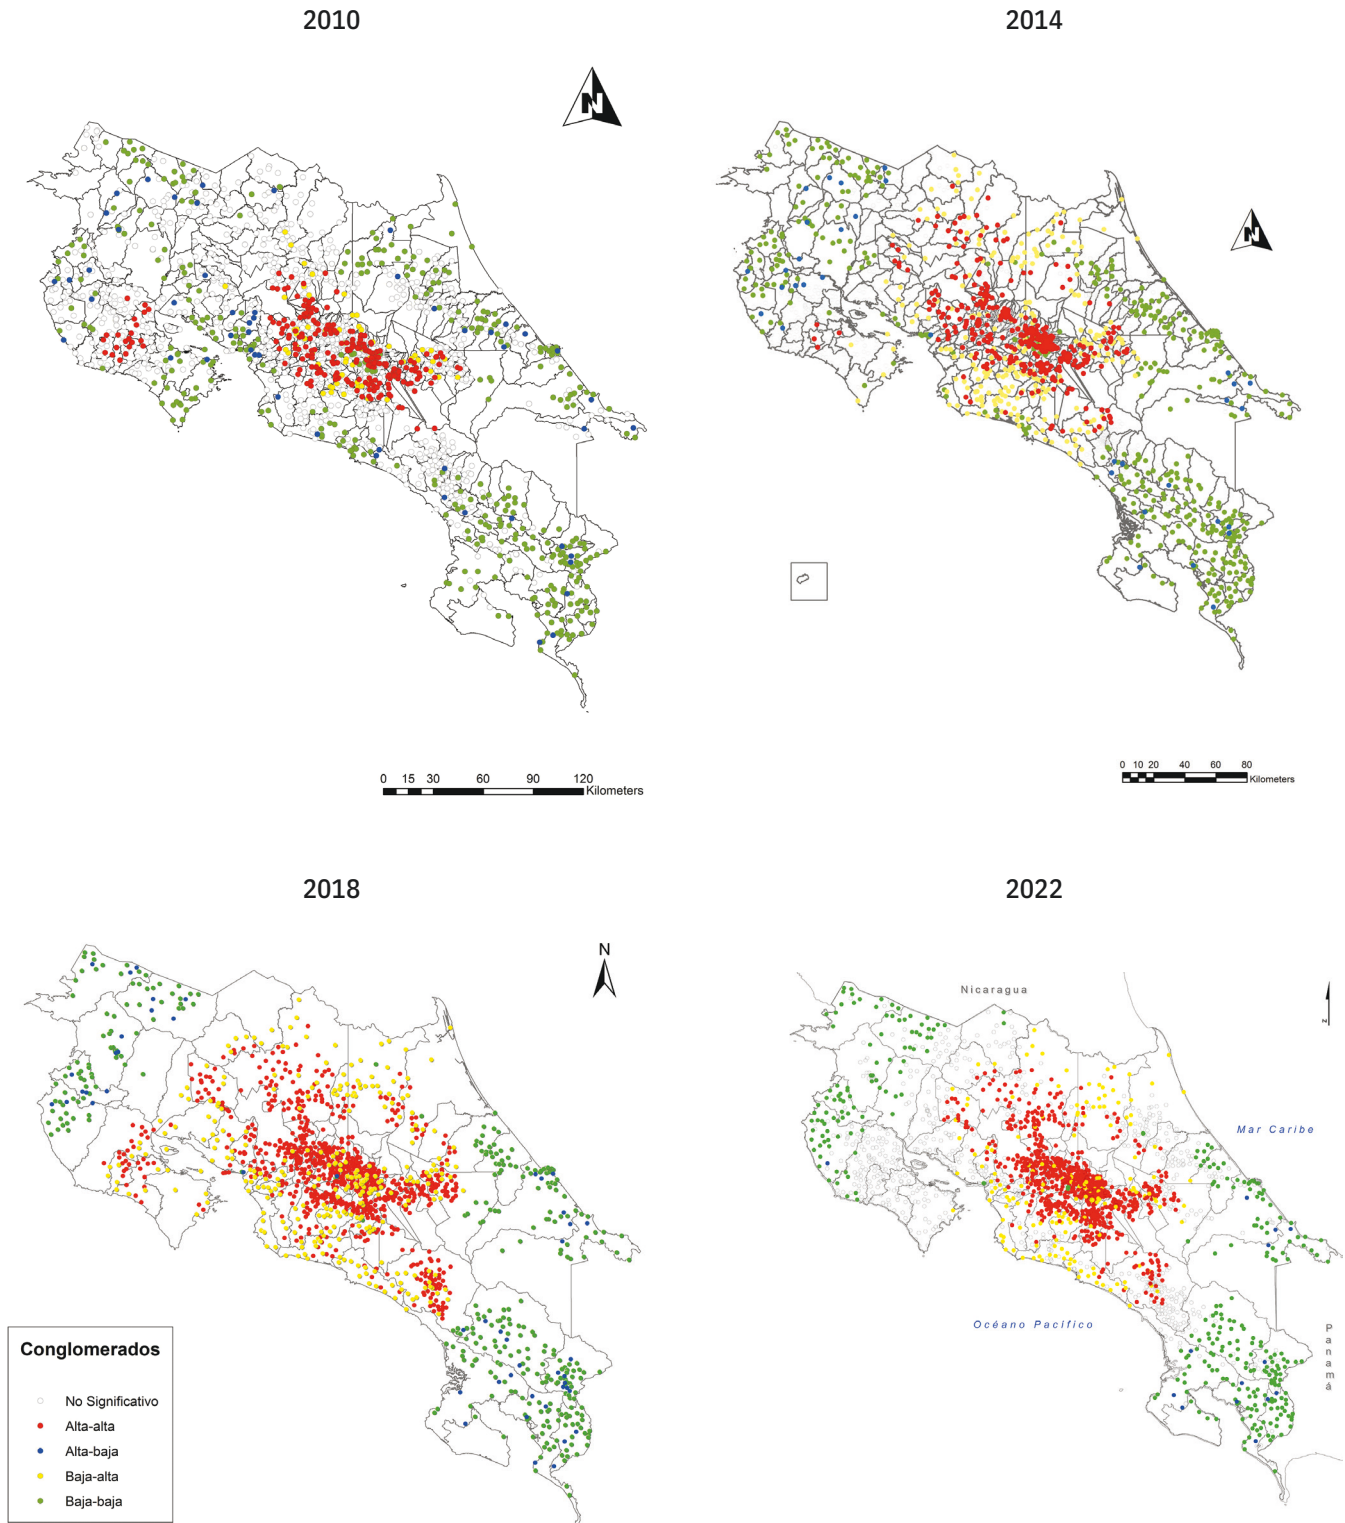 2010
2014
N
N
0 15 30 60 90 120
Kilometers
0 10 20 40 60 80
Kilometers
2018
2022
N
N
Nicaragua
Mar Caribe
Océano Pacífico
Panamá
Conglomerados
No Significativo
Alta-alta
Alta-baja
Baja-alta
Baja-baja